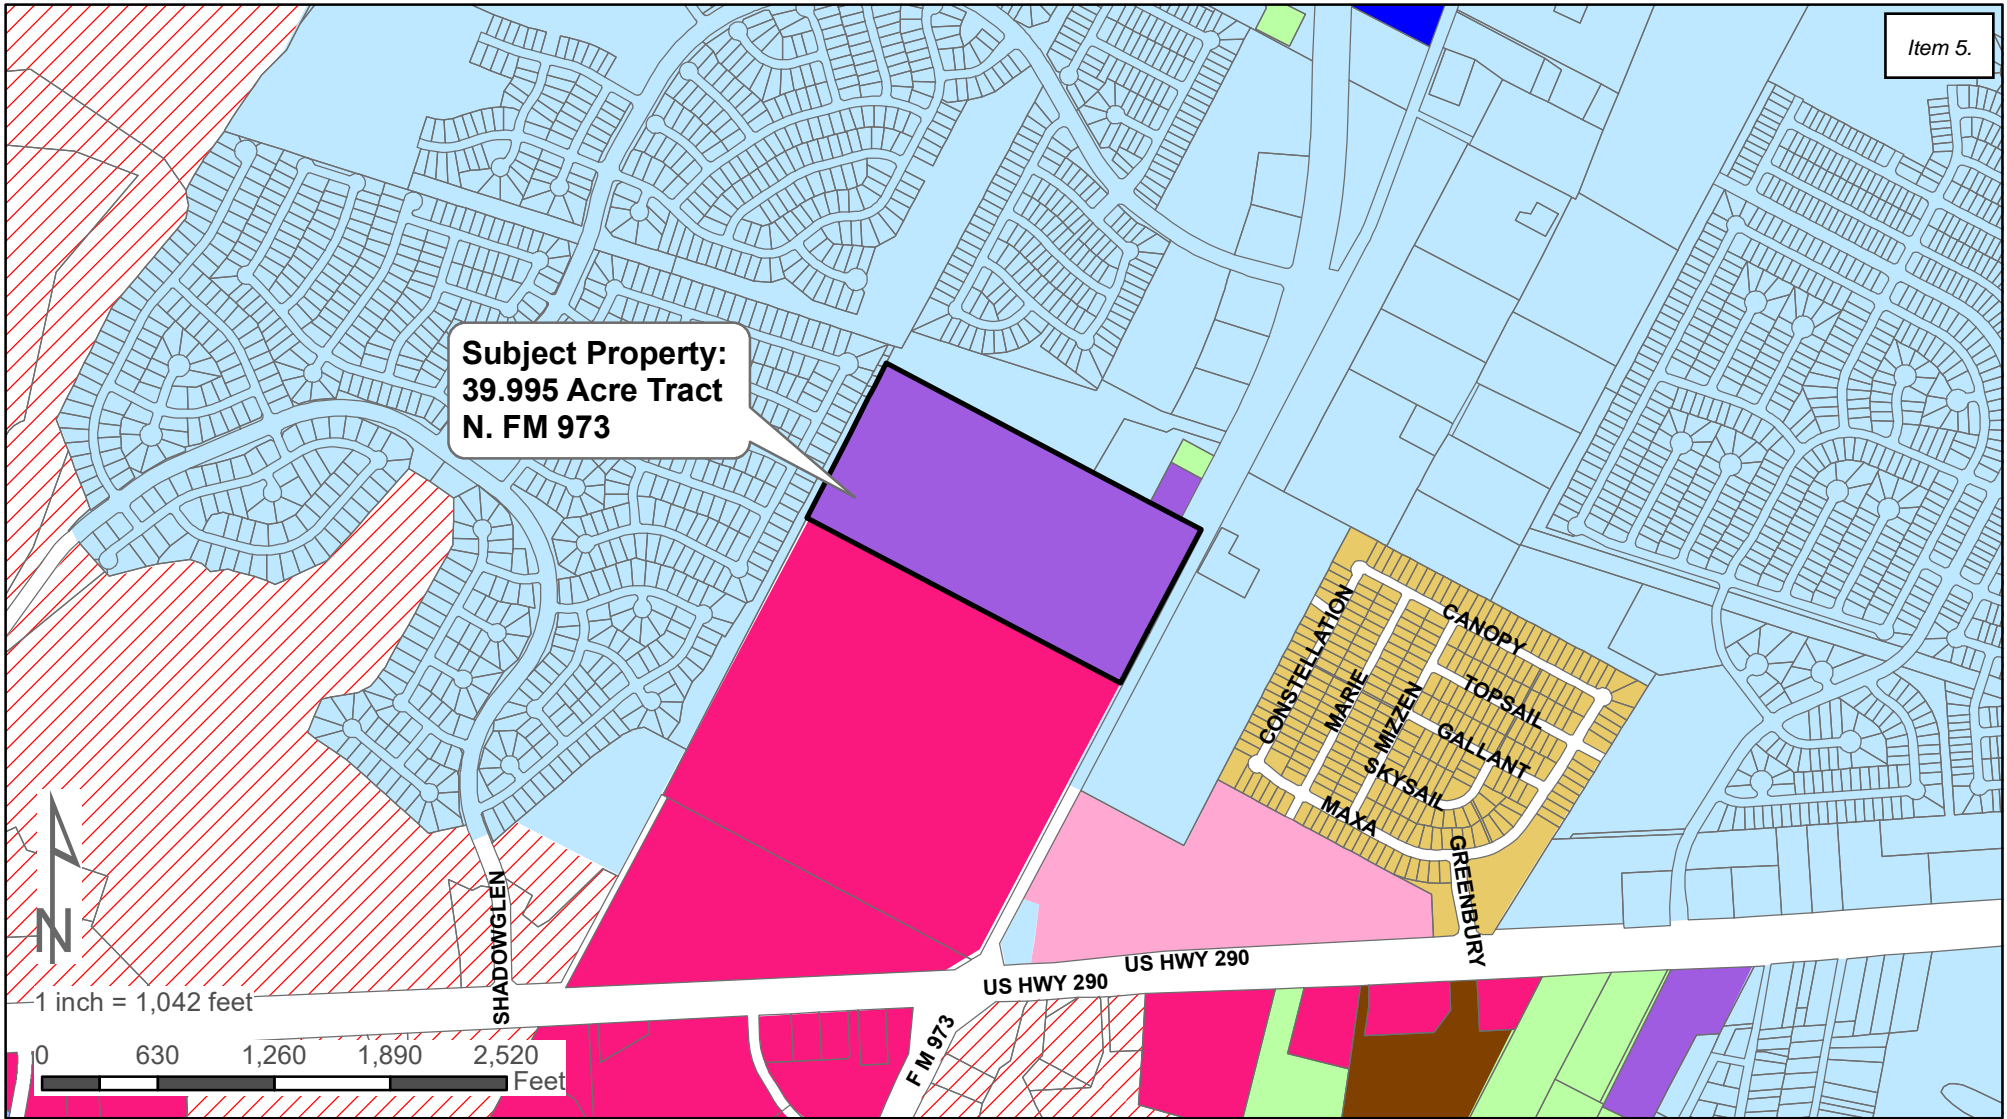 Item 5.
Subject Property:
39.995 Acre Tract
N. FM 973
CONSTELLATION
CANOPY
MARIE
TOPSAIL
MIZZEN
GALLANT
SKYSAIL
MAXA
GREENBURY
SHADOWGLEN
US HWY 290
US HWY 290
F M 973
N
1 inch = 1,042 feet
0 630 1,260 1,890 2,520
Feet